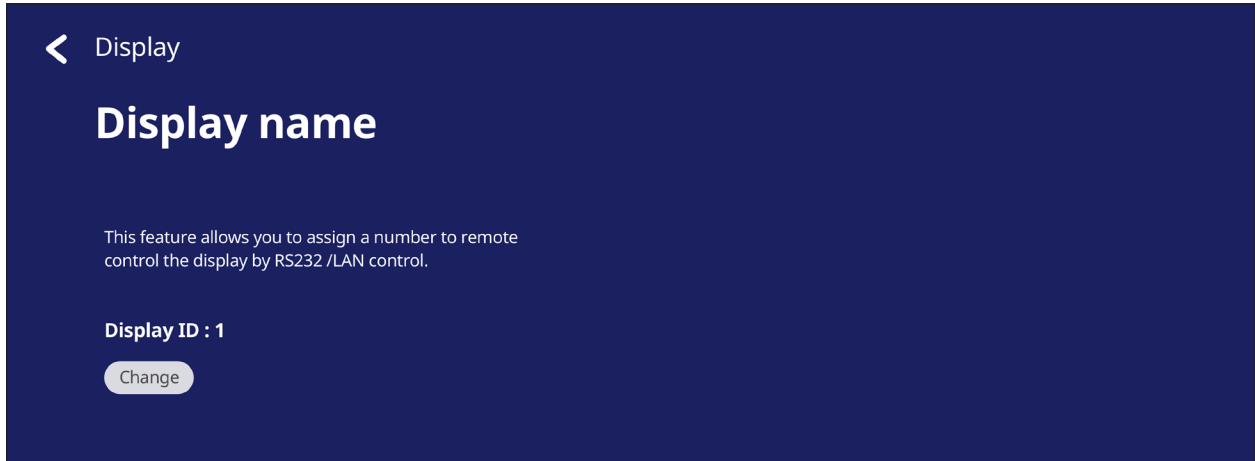 Display
Display name
This feature allows you to assign a number to remote
control the display by RS232 /LAN control.
Display ID : 1
Change